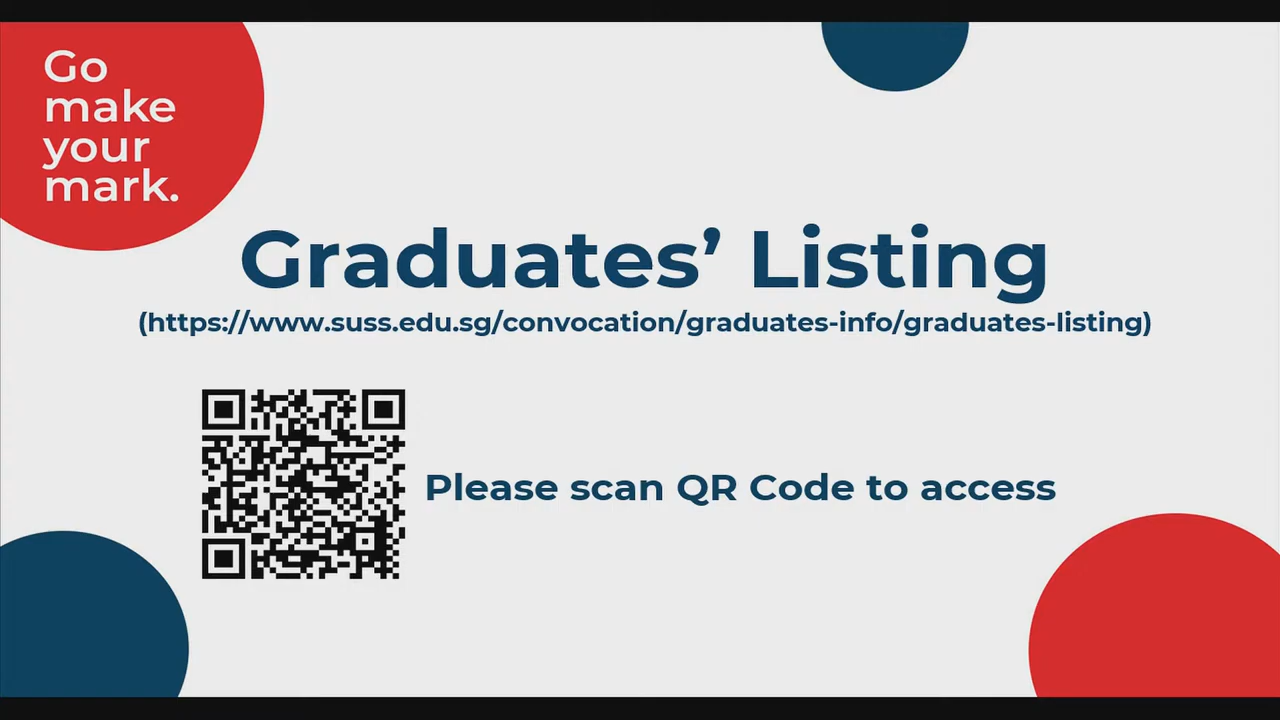 Go
make
your
mark.
Graduates’ Listing
(https://www.suss.edu.sg/convocation/graduates-info/graduates-listing)
Please scan QR Code to access